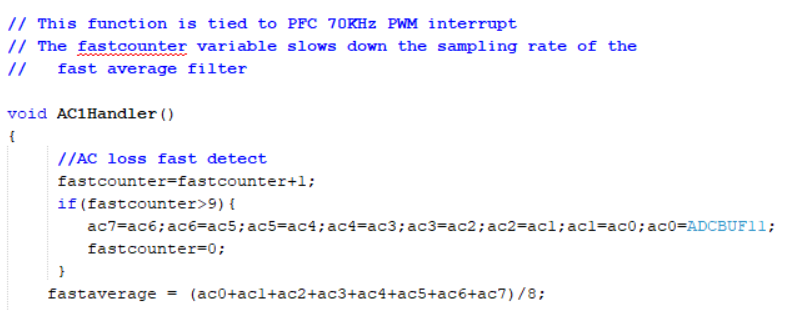 // This function is tied to PFC 70KHz PWM interrupt
// The fastcounter variable slows down the sampling rate of the
//   fast average filter
void AC1Handler()
{
//AC loss fast detect
fastcounter=fastcounter+1;
if(fastcounter>9){
ac7=ac6;ac6=ac5;ac5=ac4;ac4=ac3;ac3=ac2;ac2=ac1;ac1=ac0;ac0=ADCBUF11;
fastcounter=0;
}
fastaverage = (ac0+ac1+ac2+ac3+ac4+ac5+ac6+ac7)/8;